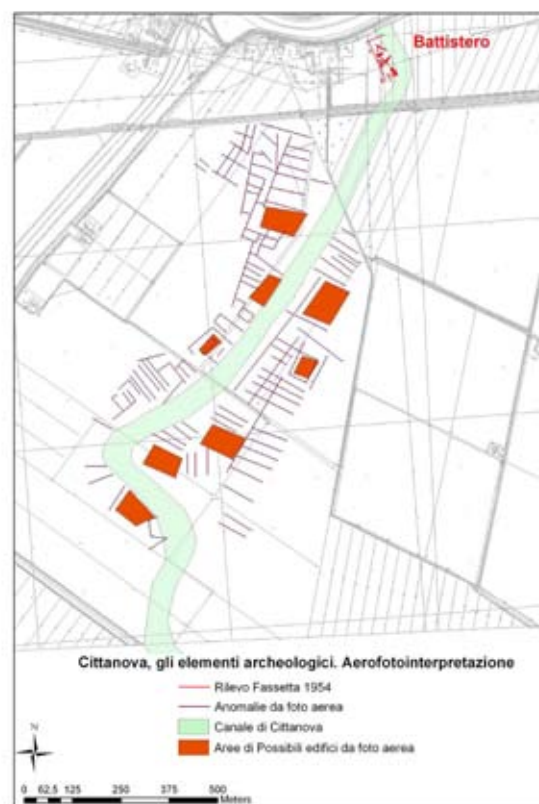 Battistero
Cittanova, gli elementi archeologici. Aerofotointerpretazione
Rilevo Fassetta 1954
Anomalie da foto aerea
Canale di Cittanova
Aree di Possibili edifici da foto aerea
N
0 62,5 125 250 375 500
Meters